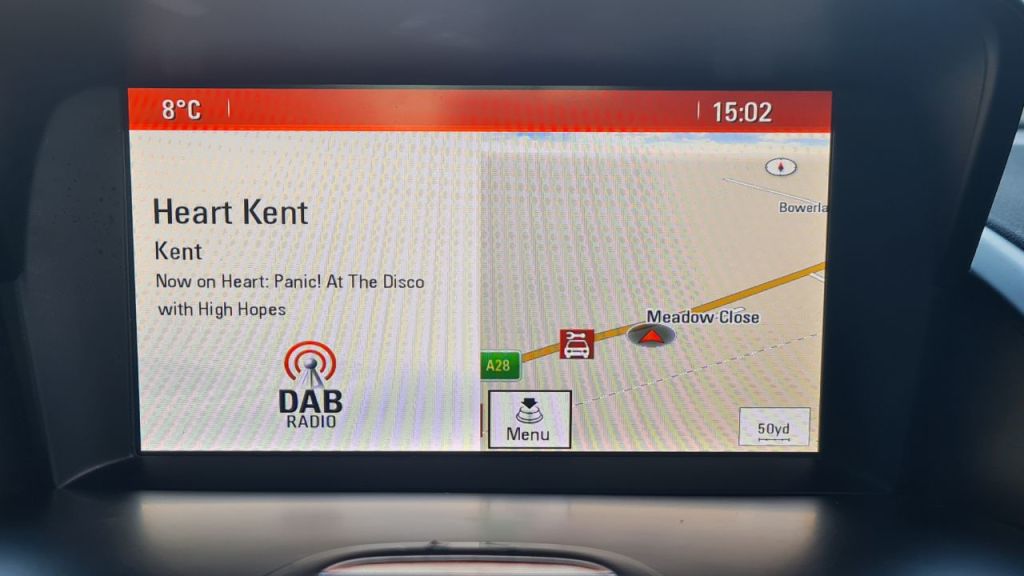 8°C
15:02
Heart Kent
Kent
Now on Heart: Panic! At The Disco
with High Hopes
DAB
RADIO
Bowerla
Meadow Close
A28
Menu
50yd